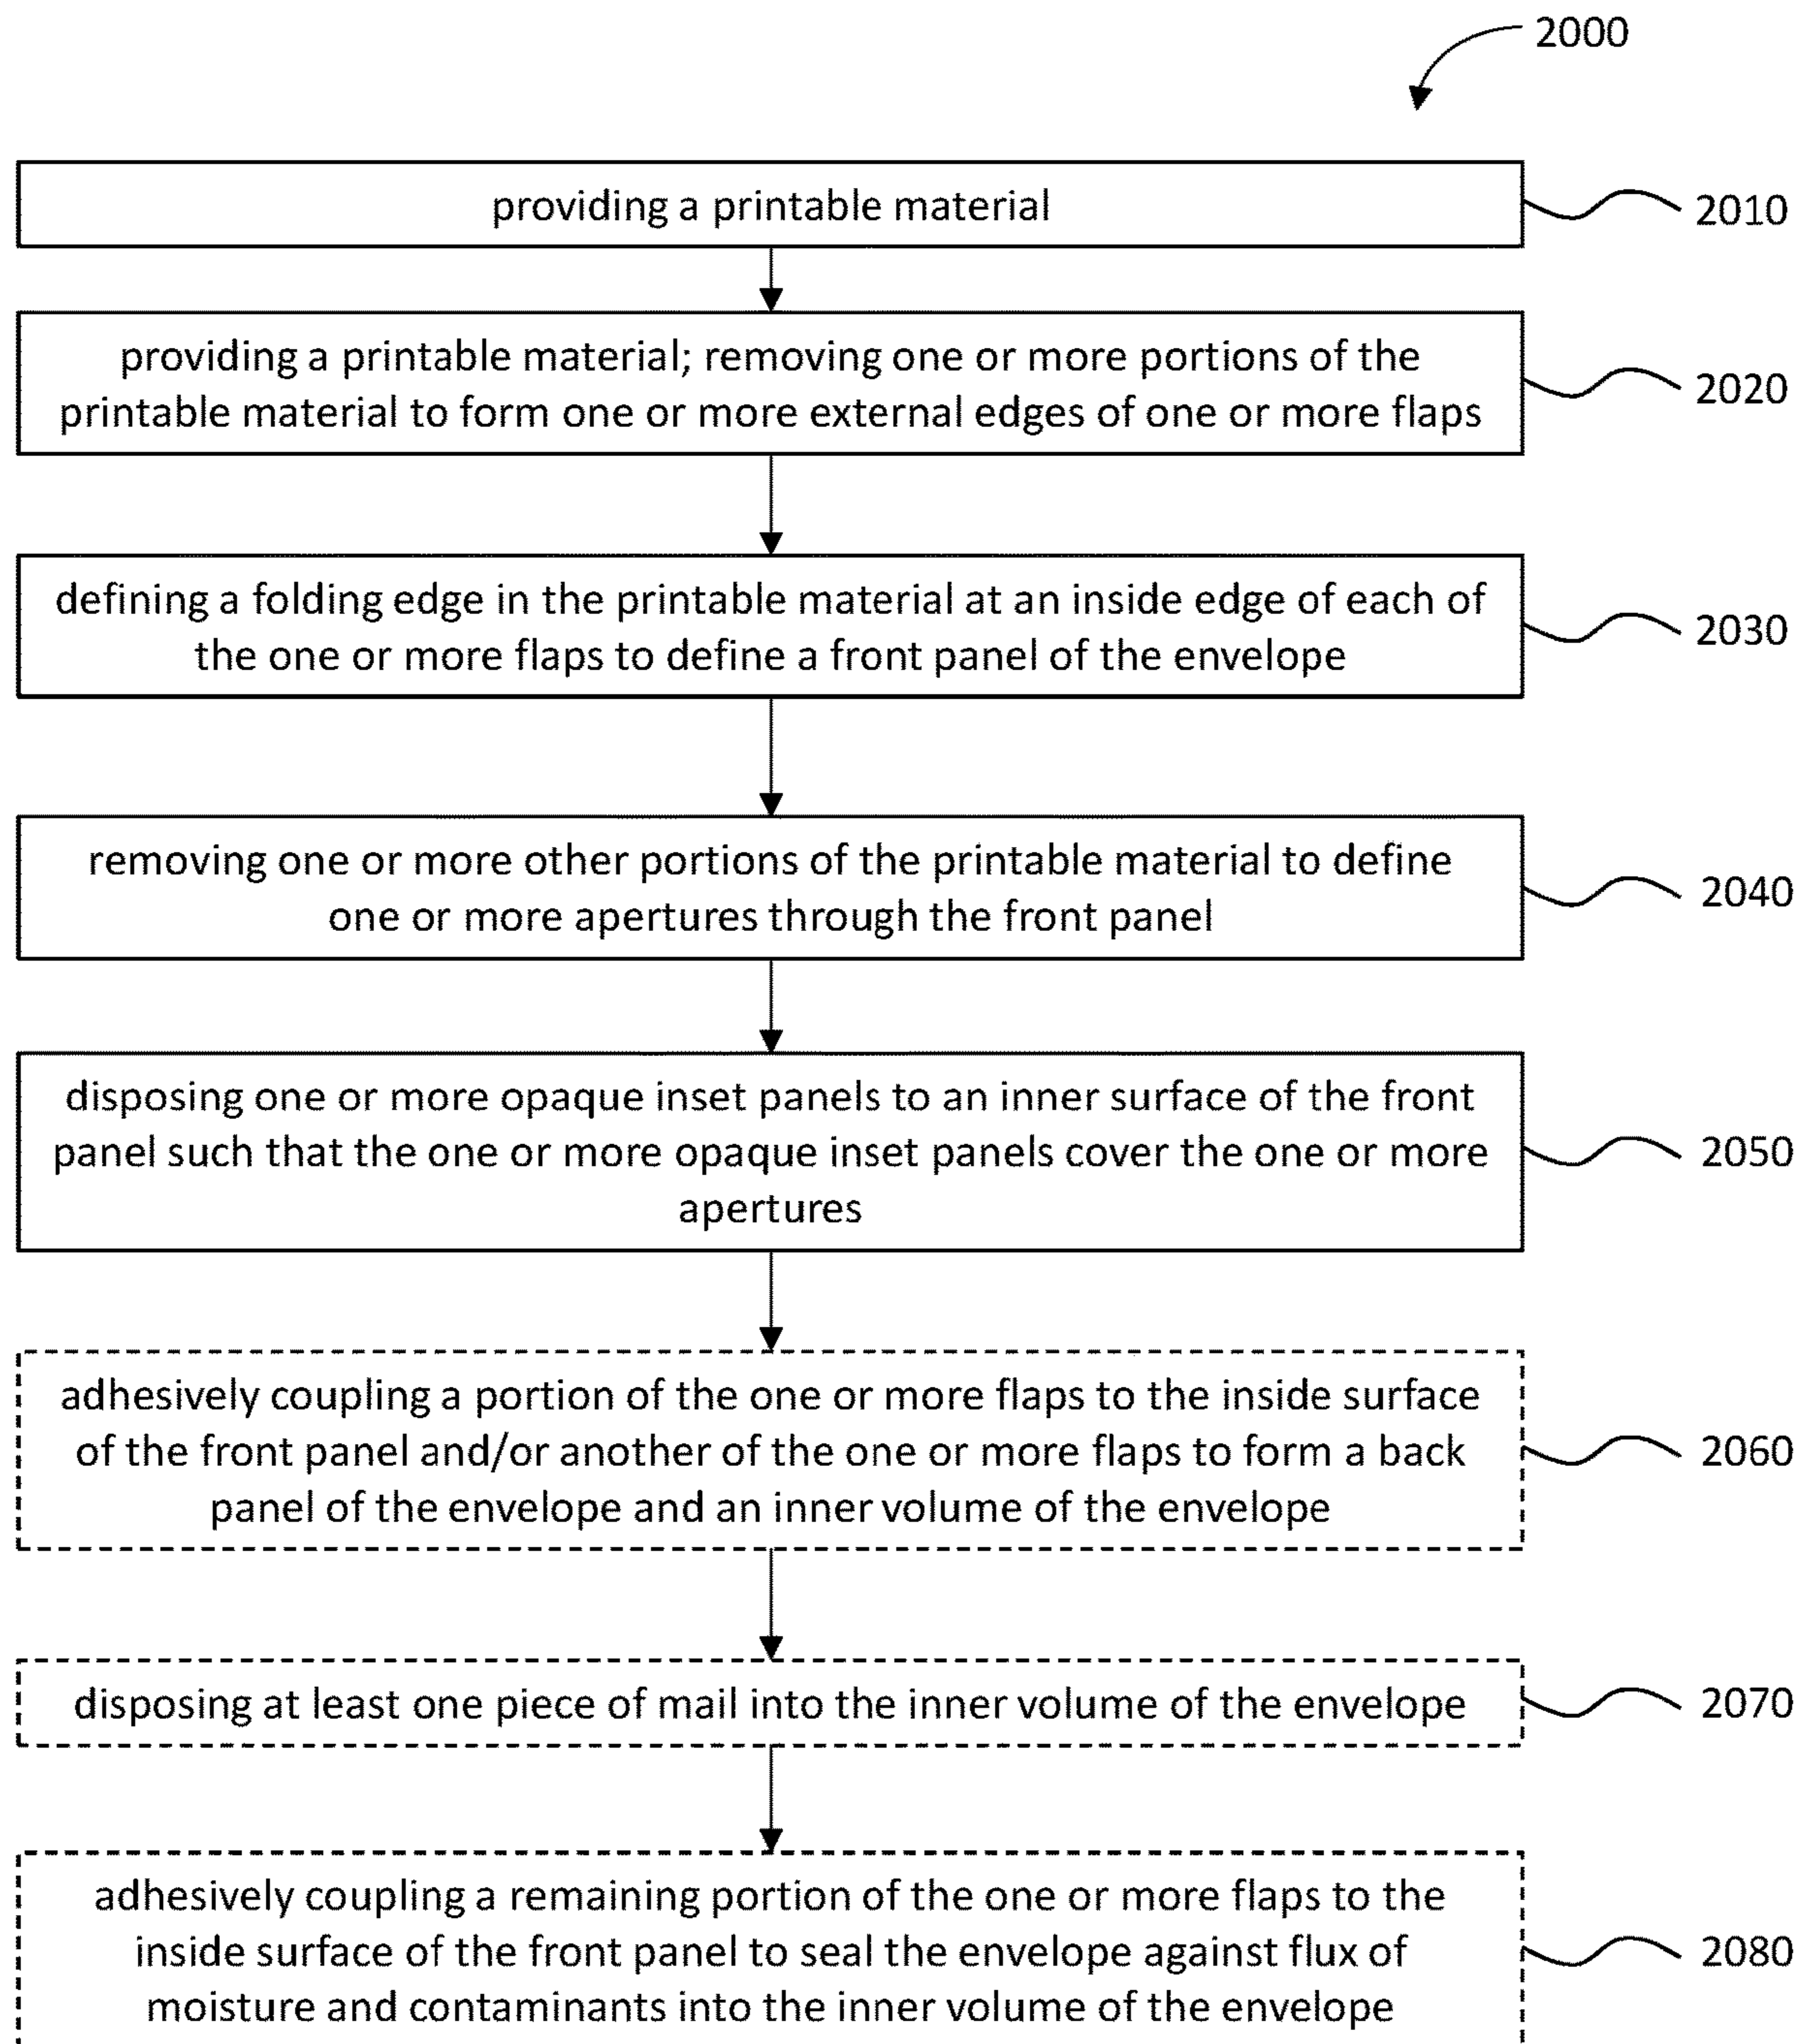 2000
providing a printable material
2010
providing a printable material; removing one or more portions of the
printable material to form one or more external edges of one or more flaps
2020
defining a folding edge in the printable material at an inside edge of each of
the one or more flaps to define a front panel of the envelope
2030
removing one or more other portions of the printable material to define
one or more apertures through the front panel
2040
disposing one or more opaque inset panels to an inner surface of the front
panel such that the one or more opaque inset panels cover the one or more
apertures
2050
adhesively coupling a portion of the one or more flaps to the inside surface
of the front panel and/or another of the one or more flaps to form a back
panel of the envelope and an inner volume of the envelope
2060
disposing at least one piece of mail into the inner volume of the envelope
2070
adhesively coupling a remaining portion of the one or more flaps to the
inside surface of the front panel to seal the envelope against flux of
moisture and contaminants into the inner volume of the envelope
2080